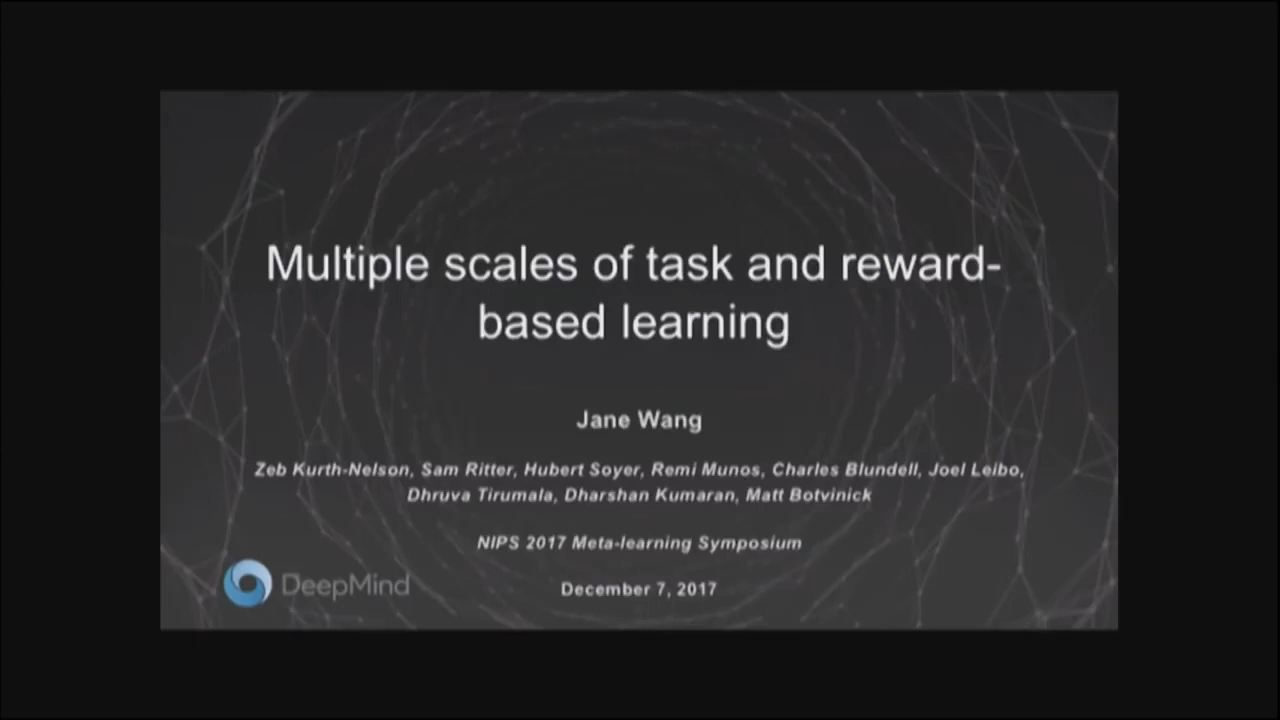 Multiple scales of task and reward-
based learning
Jane Wang
Zeb Kurth-Nelson, Sam Ritter, Hubert Soyer, Remi Munos, Charles Blundell, Joel Leibo,
Dhruva Tirumala, Dharshan Kumaran, Matt Botvinick
NIPS 2017 Meta-learning Symposium
DeepMind
December 7, 2017